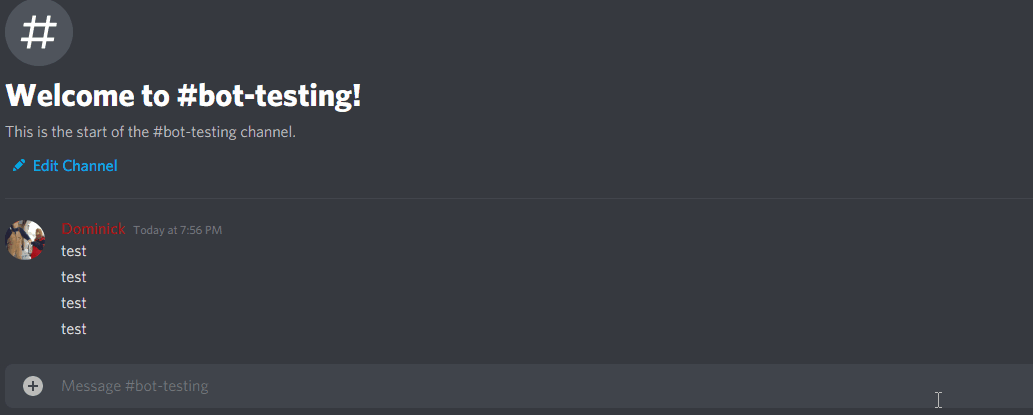 #
Welcome to #bot-testing!
This is the start of the #bot-testing channel.
Edit Channel
Dominick Today at 7:56 PM
test
test
test
test
Message #bot-testing